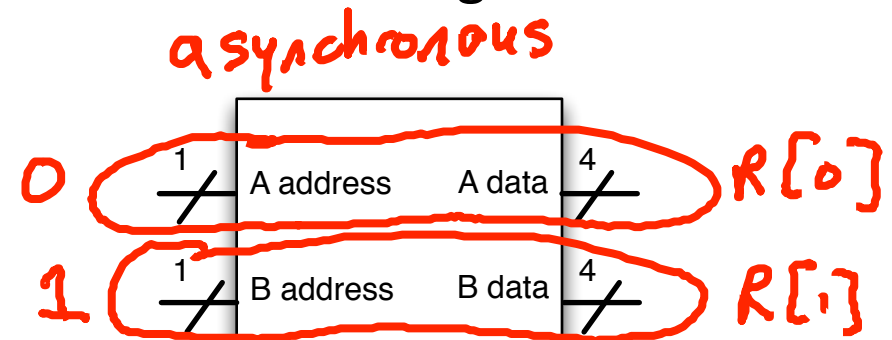 asynchronous
0 1 A address A data 4 R[0]
1 1 B address B data 4 R[1]